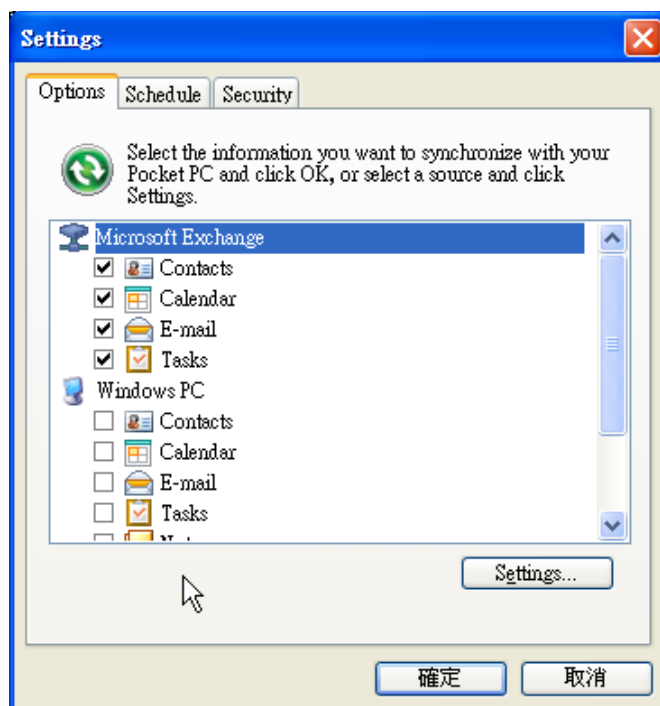 Settings
Options Schedule Security
Select the information you want to synchronize with your
Pocket PC and click OK, or select a source and click
Settings.
Microsoft Exchange
Contacts
Calendar
E-mail
Tasks
Windows PC
Contacts
Calendar
E-mail
Tasks
Settings...
確定 取消